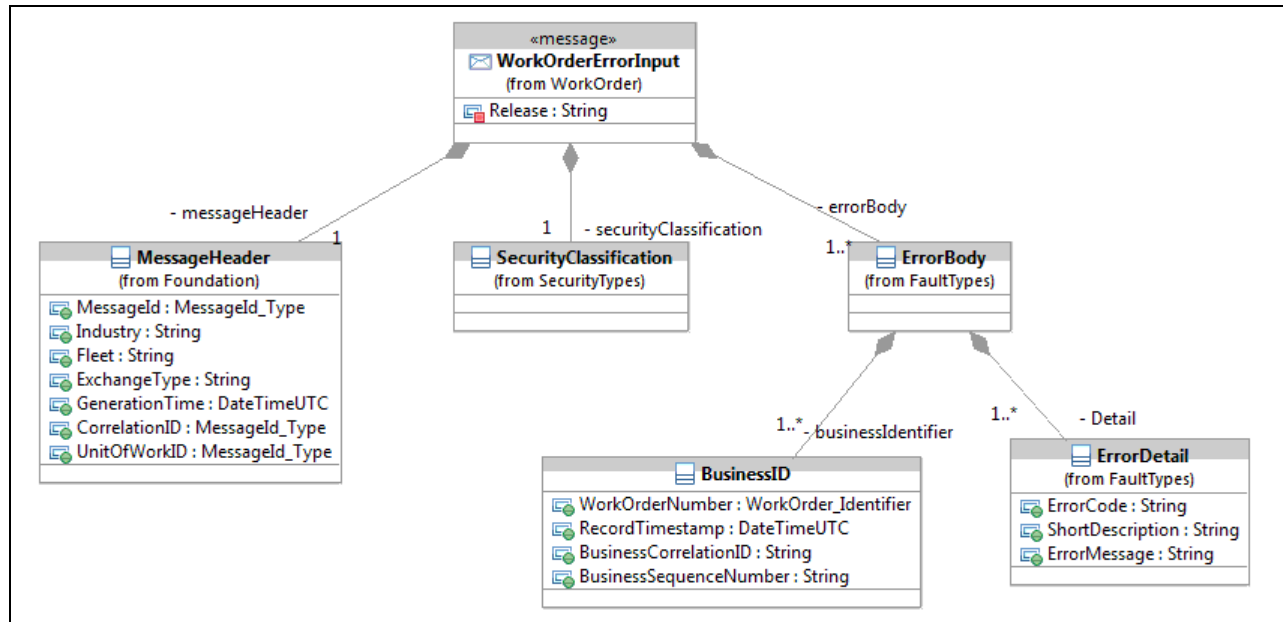 «message»
WorkOrderErrorInput
(from WorkOrder)
Release : String
- messageHeader
- errorBody
1
1
- securityClassification
1..*
MessageHeader
(from Foundation)
MessageId : MessageId_Type
Industry : String
Fleet : String
ExchangeType : String
GenerationTime : DateTimeUTC
CorrelationID : MessageId_Type
UnitOfWorkID : MessageId_Type
SecurityClassification
(from SecurityTypes)
ErrorBody
(from FaultTypes)
1..*
- businessIdentifier
1..*
- Detail
BusinessID
WorkOrderNumber : WorkOrder_Identifier
RecordTimestamp : DateTimeUTC
BusinessCorrelationID : String
BusinessSequenceNumber : String
ErrorDetail
(from FaultTypes)
ErrorCode : String
ShortDescription : String
ErrorMessage : String